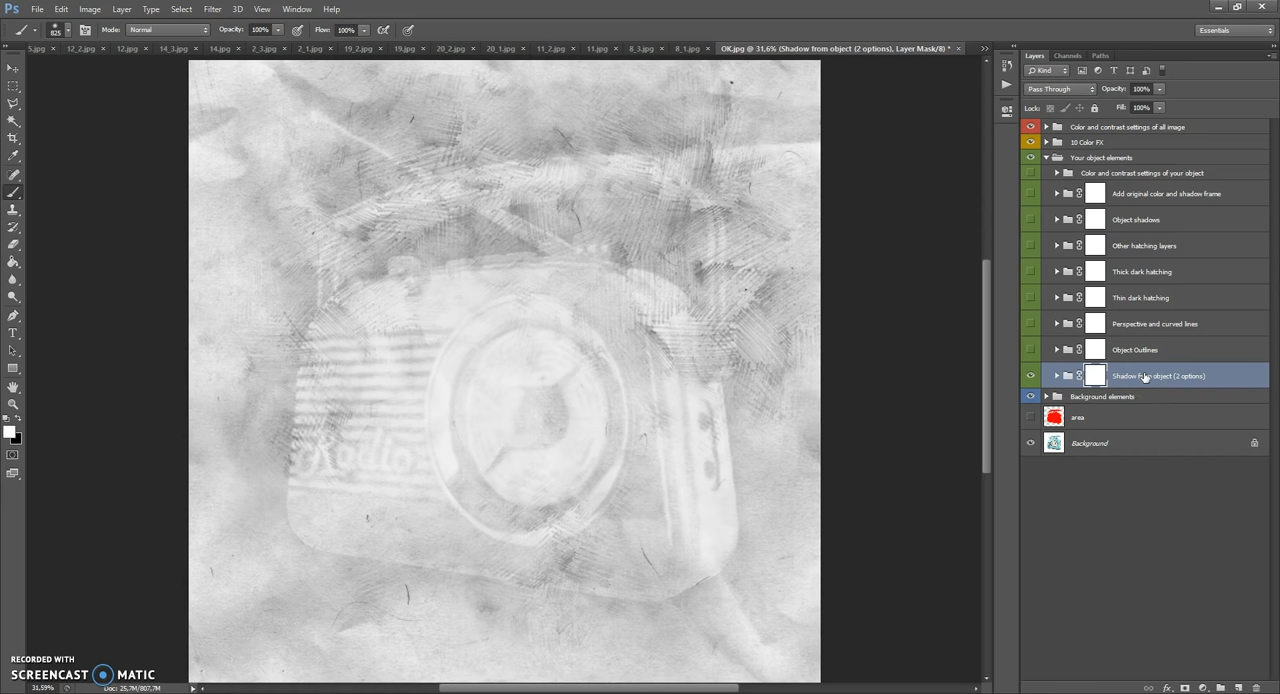 Ps File Edit Image Layer Type Select Filter 3D View Window Help
825 Mode: Normal Opacity: 100% Flow: 100% Essentials
5.jpg × 12_2.jpg × 12.jpg × 14_3.jpg × 14.jpg × 2_3.jpg × 2_1.jpg × 19_2.jpg × 19.jpg × 20_1.jpg × 11_2.jpg × 11.jpg × 8_3.jpg × 8_1.jpg × OK.jpg @ 31,6% (Shadow from object (2 options), Layer Mask/8) * ×
Layers Channels Paths
Kind
Pass Through Opacity: 100%
Lock: Fill: 100%
Color and contrast settings of all image
10 Color FX
Your object elements
Color and contrast settings of your object
Add original color and shadow frame
Object shadows
Other hatching layers
Thick dark hatching
Thin dark hatching
Perspective and curved lines
Object Outlines
Shadow from object (2 options)
Background elements
area
Background
RECORDED WITH
SCREENCAST MATIC
31,59% Doc: 25,7M/807,7M